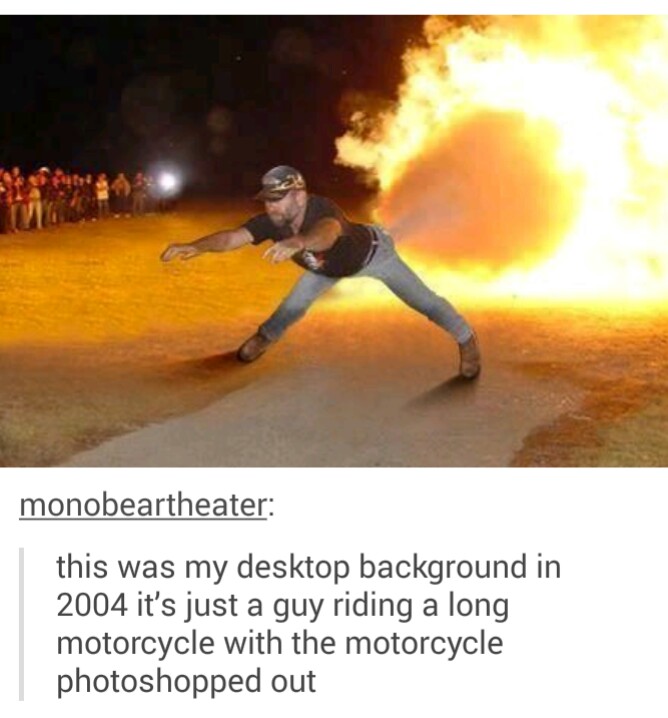 monobeartheater:
this was my desktop background in
2004 it's just a guy riding a long
motorcycle with the motorcycle
photoshopped out